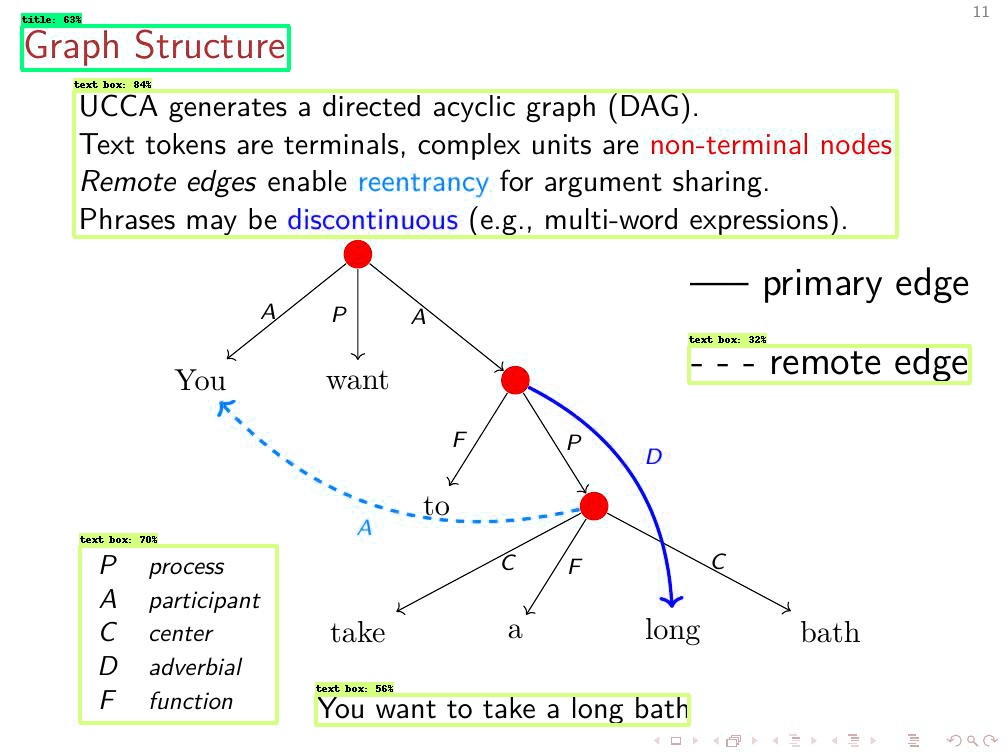 11
title: 63%
Graph Structure
text box: 84%
UCCA generates a directed acyclic graph (DAG).
Text tokens are terminals, complex units are non-terminal nodes
Remote edges enable reentrancy for argument sharing.
Phrases may be discontinuous (e.g., multi-word expressions).
primary edge
text box: 32%
- - - remote edge
A P A
You want
F P D
to
A
C F C
take a long bath
text box: 70%
P process
A participant
C center
D adverbial
F function
text box: 56%
You want to take a long bath